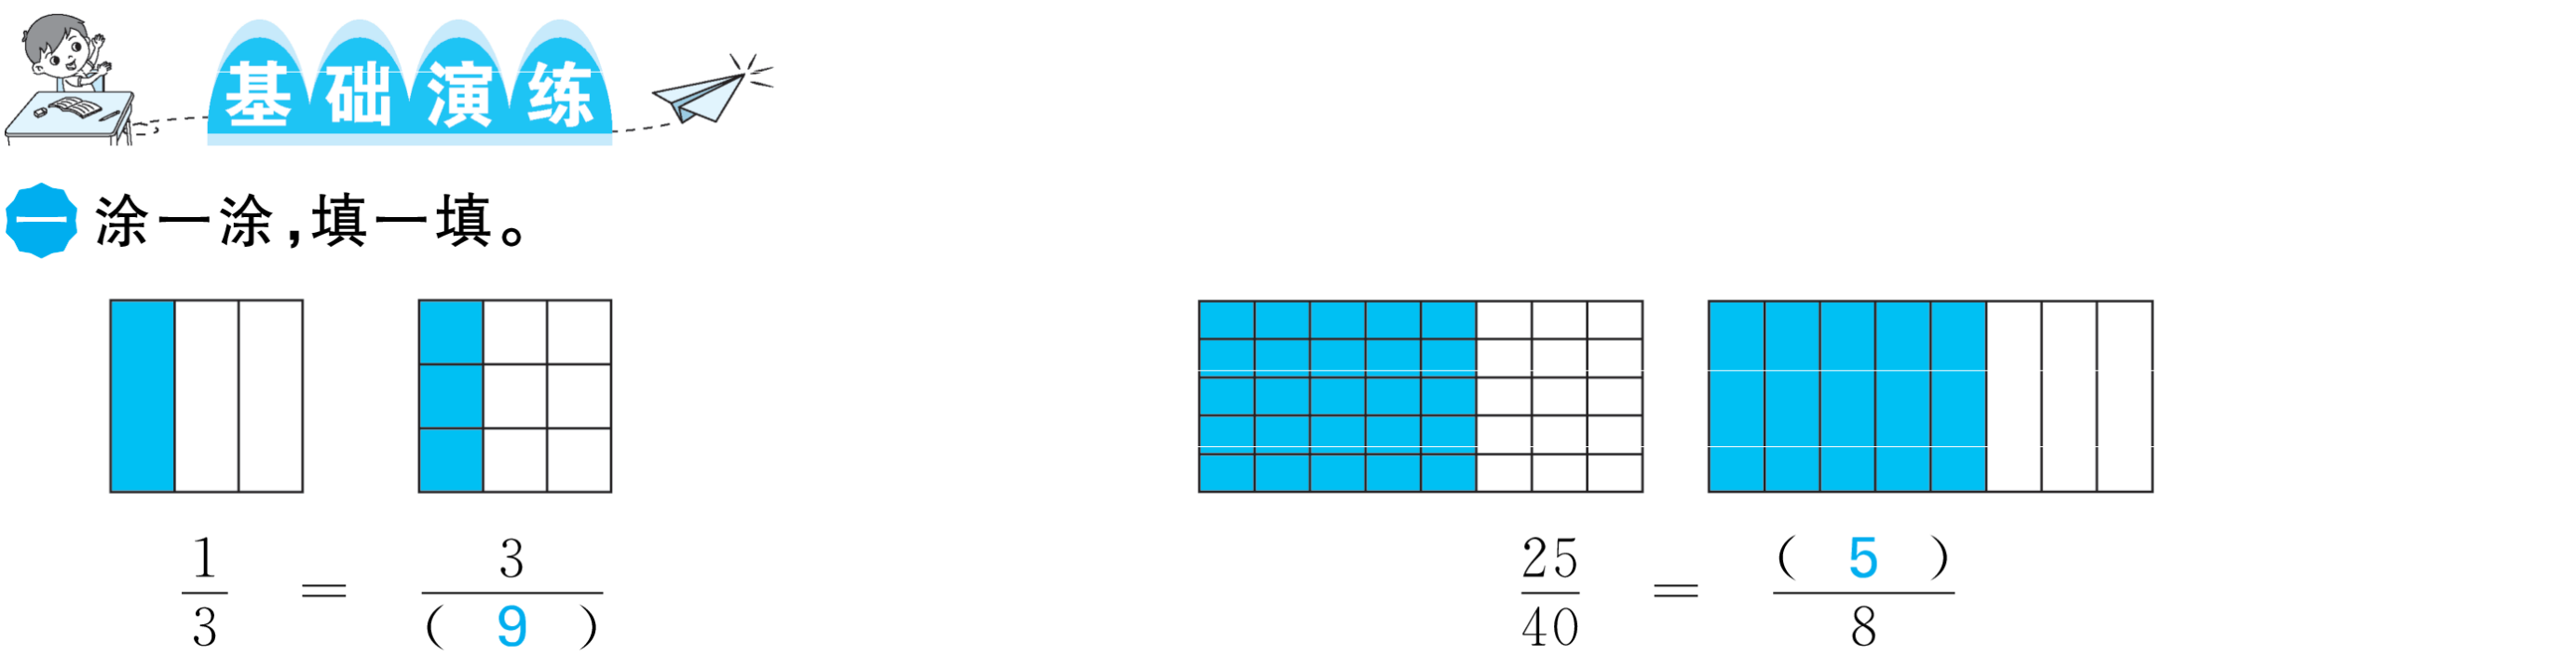 基础演练
一 涂一涂,填一填。
1/3 = 3/( 9 )
25/40 = ( 5 )/8